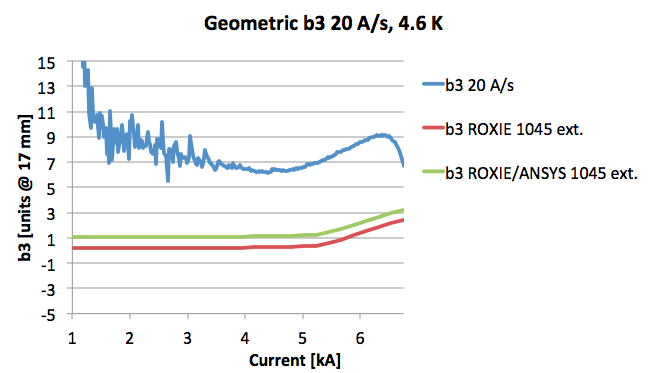 Geometric b3 20 A/s, 4.6 K
b3 [units @ 17 mm]
15
13
11
9
7
5
3
1
-1
-3
-5
1 2 3 4 5 6
Current [kA]
b3 20 A/s
b3 ROXIE 1045 ext.
b3 ROXIE/ANSYS 1045 ext.